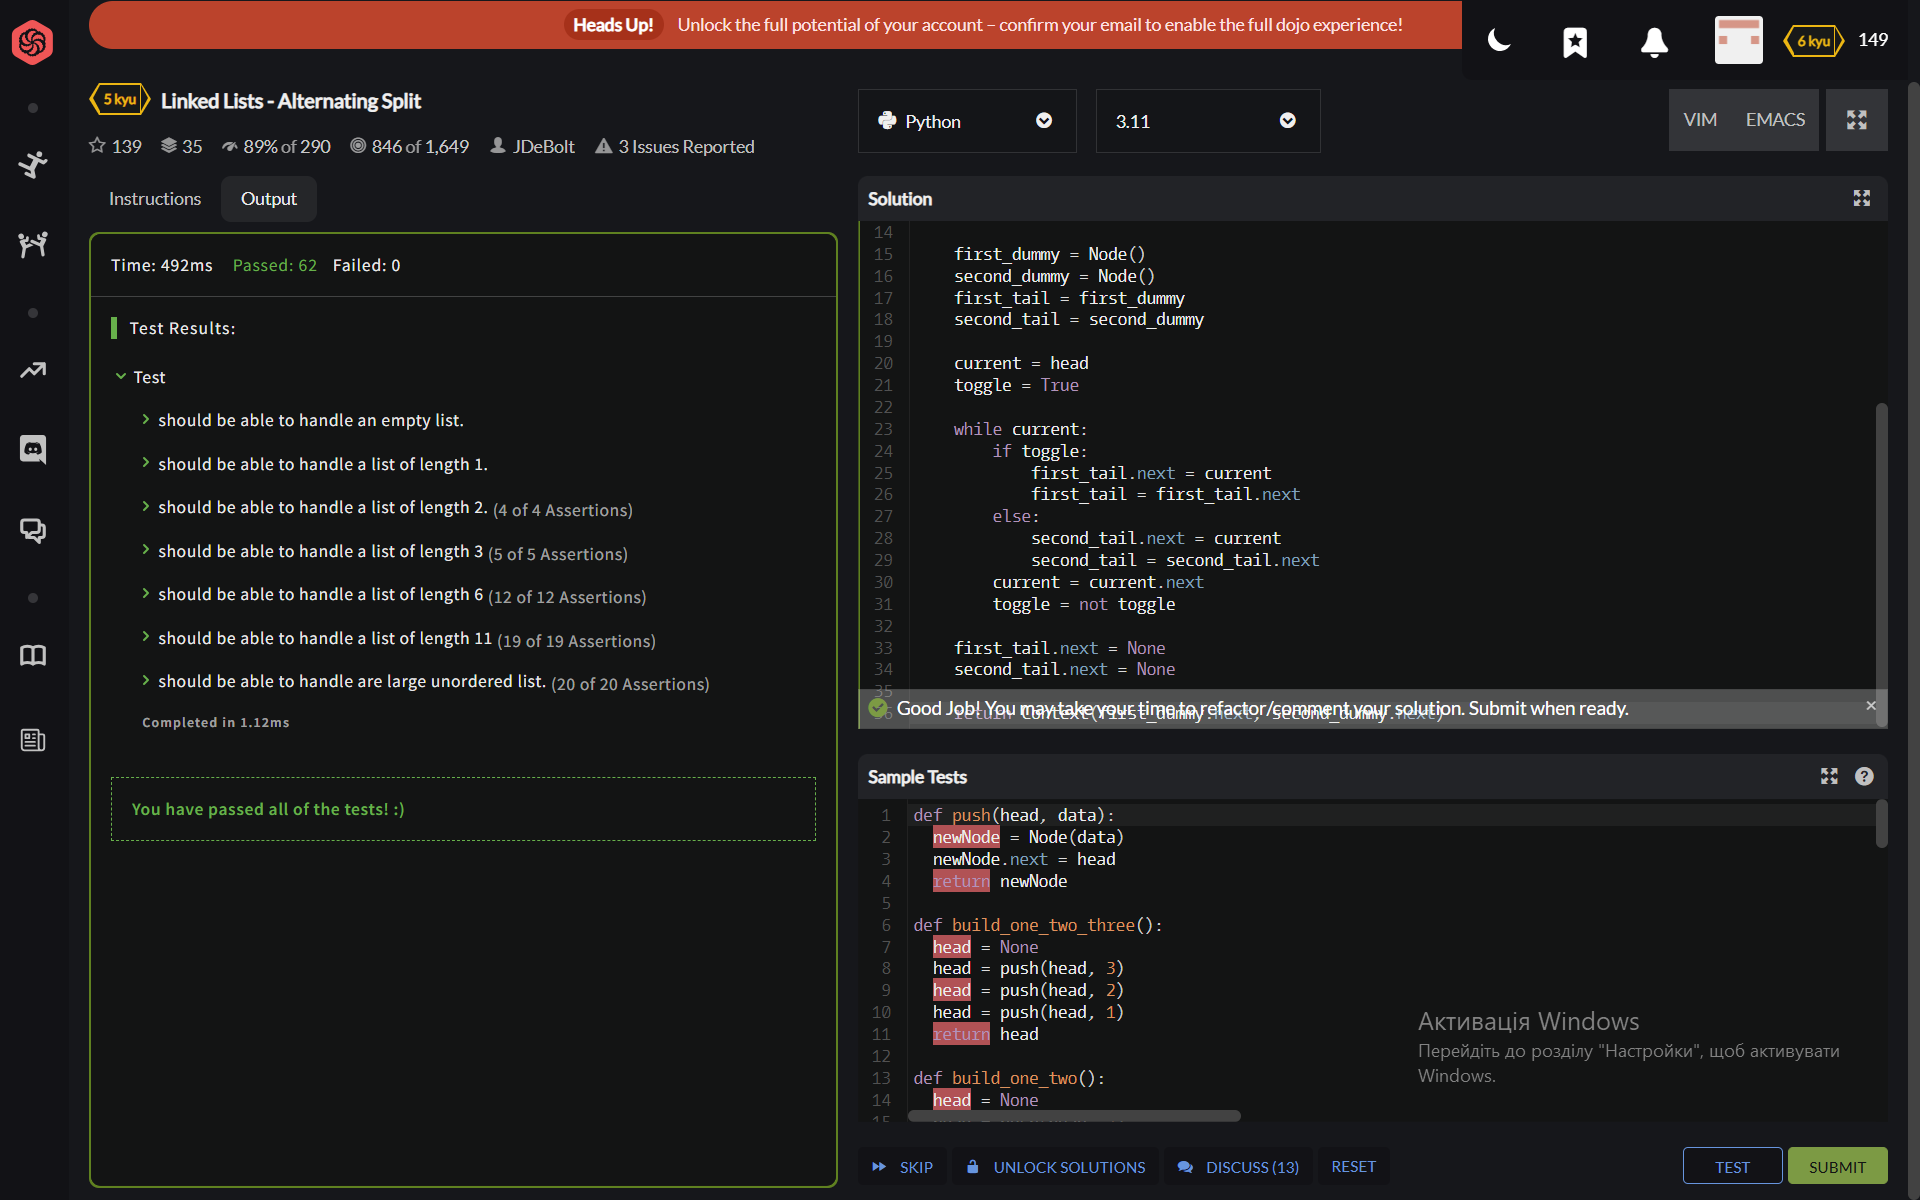 Heads Up! Unlock the full potential of your account – confirm your email to enable the full dojo experience!
6 kyu 149
5 kyu Linked Lists - Alternating Split
139 35 89% of 290 846 of 1,649 JDeBolt 3 Issues Reported
Instructions Output
Time: 492ms Passed: 62 Failed: 0
Test Results:
Test
should be able to handle an empty list.
should be able to handle a list of length 1.
should be able to handle a list of length 2. (4 of 4 Assertions)
should be able to handle a list of length 3 (5 of 5 Assertions)
should be able to handle a list of length 6 (12 of 12 Assertions)
should be able to handle a list of length 11 (19 of 19 Assertions)
should be able to handle are large unordered list. (20 of 20 Assertions)
Completed in 1.12ms
You have passed all of the tests! :)
Python 3.11 VIM EMACS
Solution
14
15 first_dummy = Node()
16 second_dummy = Node()
17 first_tail = first_dummy
18 second_tail = second_dummy
19
20 current = head
21 toggle = True
22
23 while current:
24 if toggle:
25 first_tail.next = current
26 first_tail = first_tail.next
27 else:
28 second_tail.next = current
29 second_tail = second_tail.next
30 current = current.next
31 toggle = not toggle
32
33 first_tail.next = None
34 second_tail.next = None
35
36 return Context(first_dummy.next, second_dummy.next)
Good Job! You may take your time to refactor/comment your solution. Submit when ready.
Sample Tests
1 def push(head, data):
2 newNode = Node(data)
3 newNode.next = head
4 return newNode
5
6 def build_one_two_three():
7 head = None
8 head = push(head, 3)
9 head = push(head, 2)
10 head = push(head, 1)
11 return head
12
13 def build_one_two():
14 head = None
15
Активація Windows
Перейдіть до розділу "Настройки", щоб активувати
Windows.
SKIP UNLOCK SOLUTIONS DISCUSS (13) RESET TEST SUBMIT